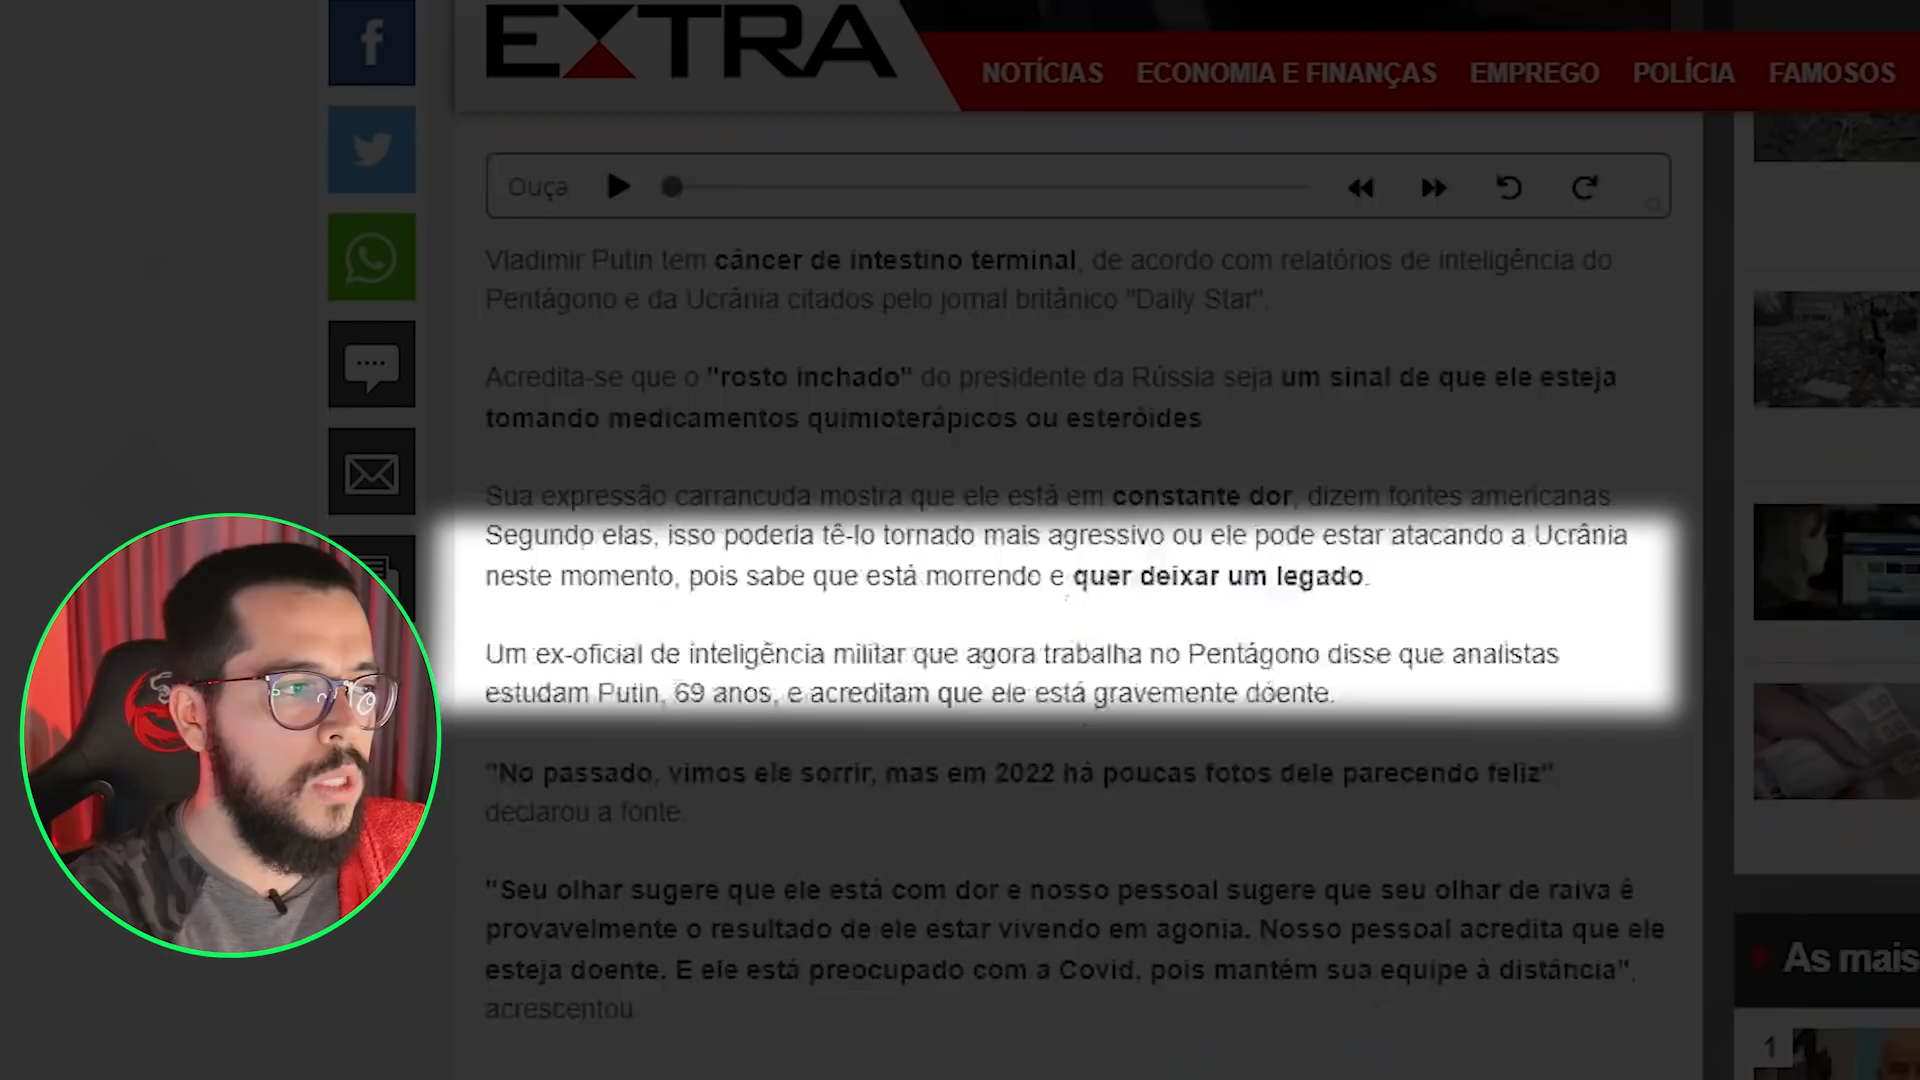 EXTRA
NOTÍCIAS ECONOMIA E FINANÇAS EMPREGO POLÍCIA FAMOSOS
Ouça
Vladimir Putin tem câncer de intestino terminal, de acordo com relatórios de inteligência do
Pentágono e da Ucrânia citados pelo jornal britânico "Daily Star".
Acredita-se que o "rosto inchado" do presidente da Rússia seja um sinal de que ele esteja
tomando medicamentos quimioterápicos ou esteróides
Sua expressão carrancuda mostra que ele está em constante dor, dizem fontes americanas.
Segundo elas, isso poderia tê-lo tornado mais agressivo ou ele pode estar atacando a Ucrânia
neste momento, pois sabe que está morrendo e quer deixar um legado.
Um ex-oficial de inteligência militar que agora trabalha no Pentágono disse que analistas
estudam Putin, 69 anos, e acreditam que ele está gravemente doente.
"No passado, vimos ele sorrir, mas em 2022 há poucas fotos dele parecendo feliz"
declarou a fonte.
"Seu olhar sugere que ele está com dor e nosso pessoal sugere que seu olhar de raiva é
provavelmente o resultado de ele estar vivendo em agonia. Nosso pessoal acredita que ele
esteja doente. E ele está preocupado com a Covid, pois mantém sua equipe à distância",
acrescentou
As mais
1